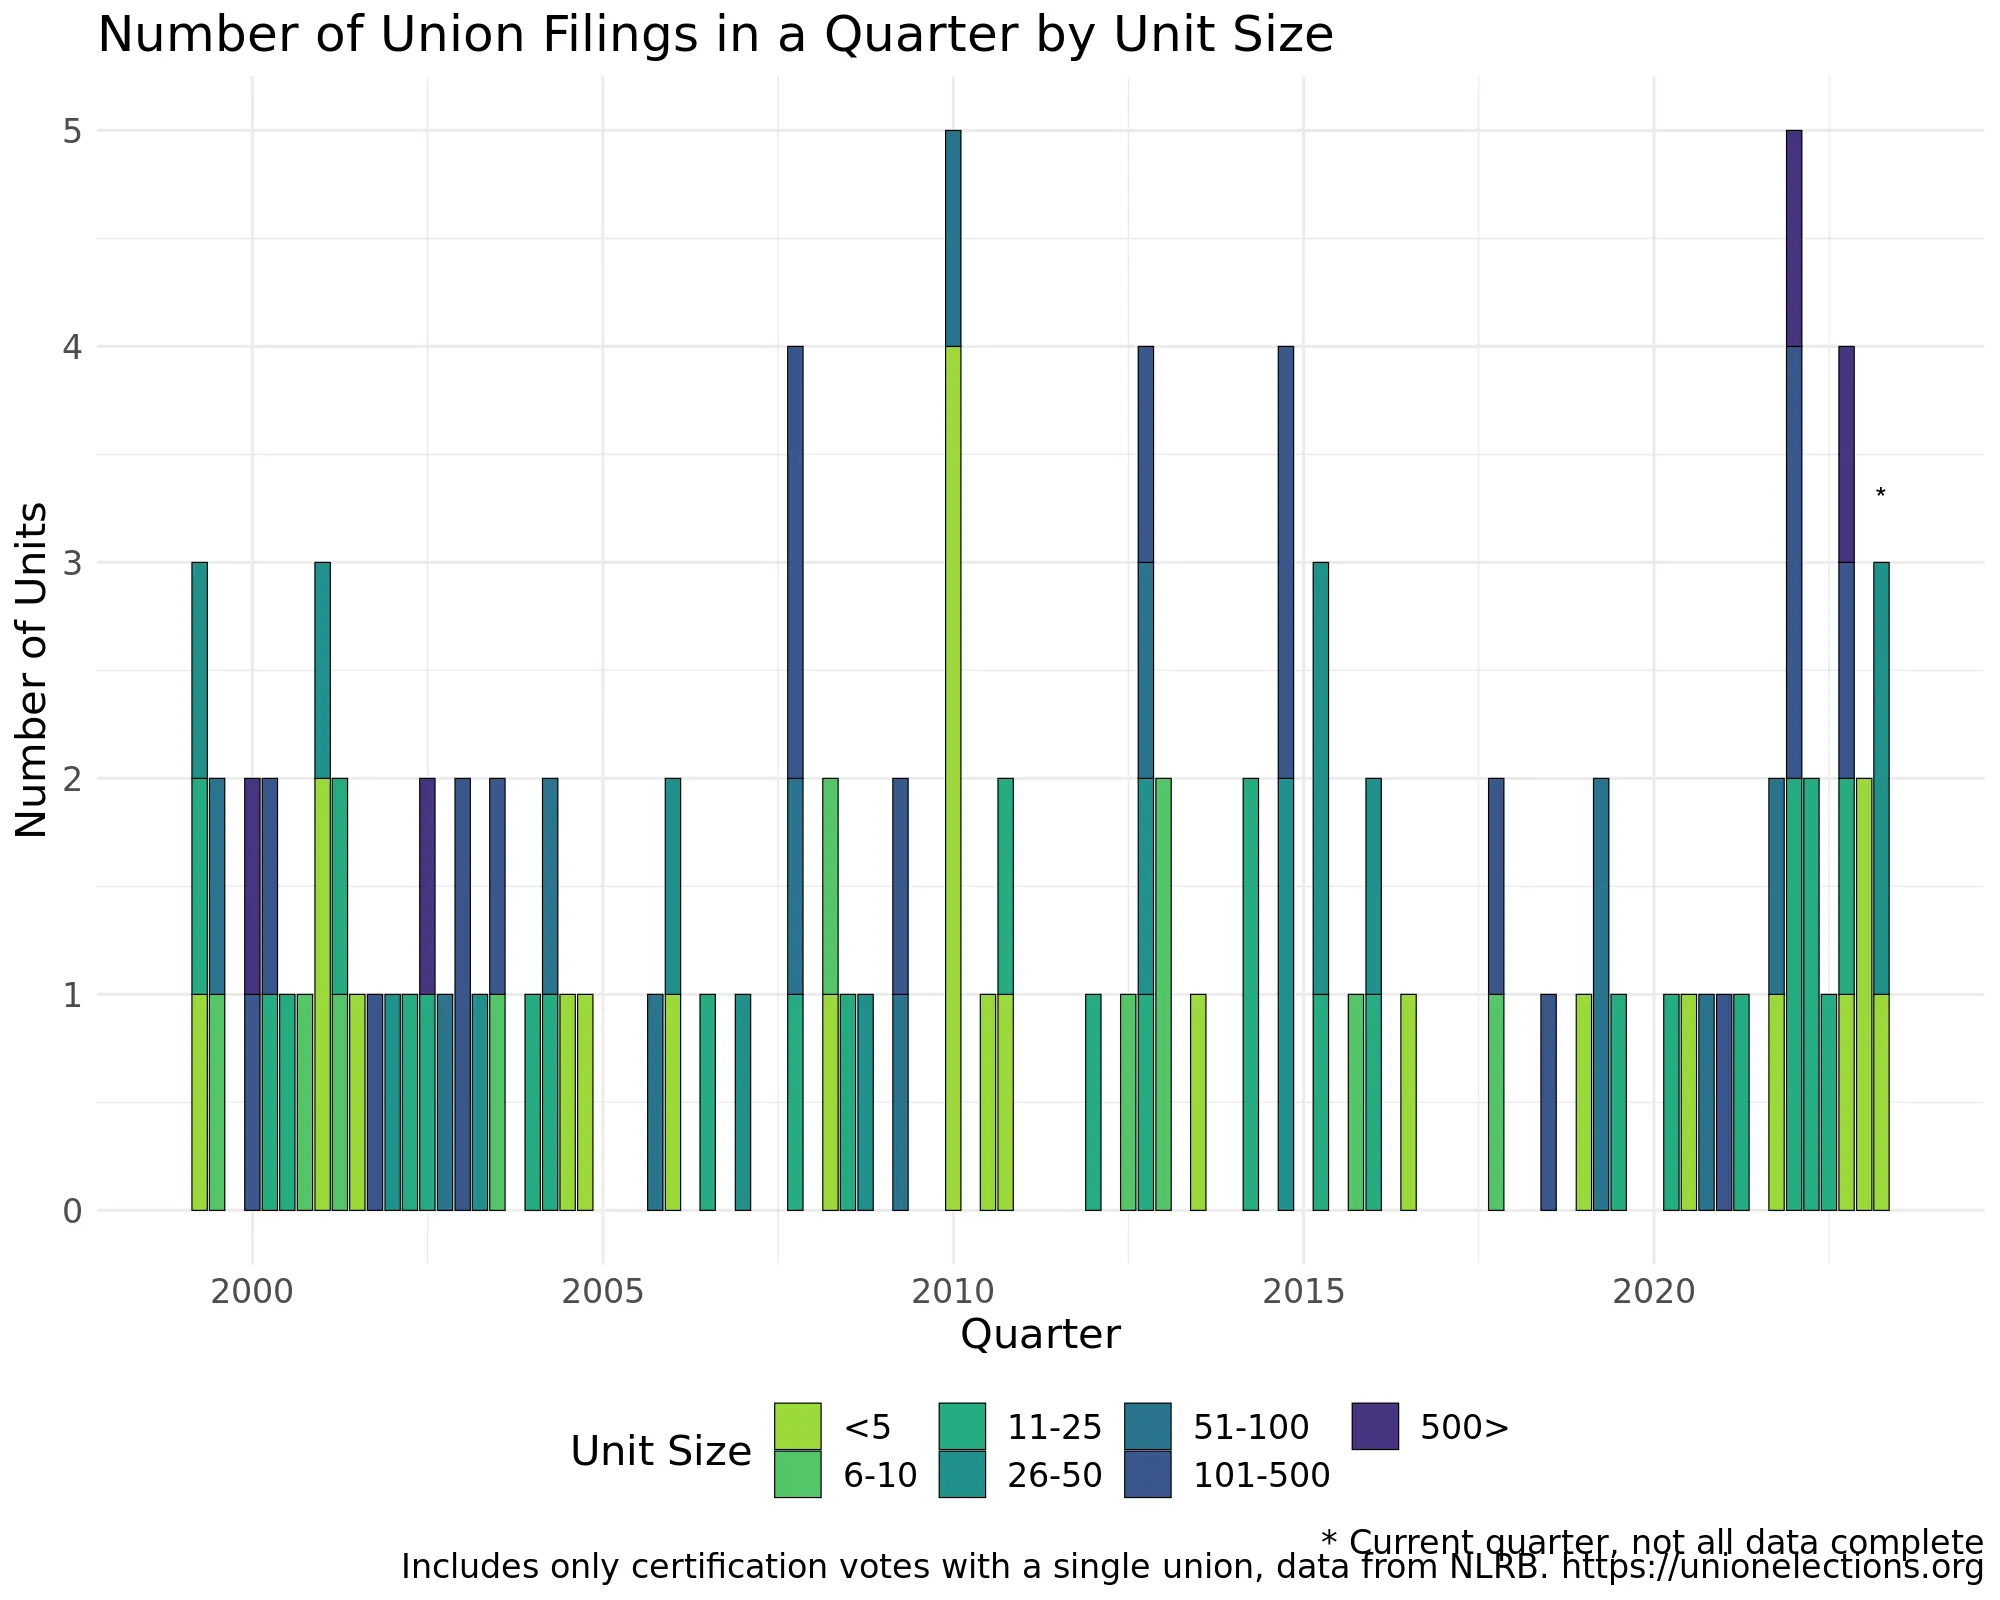 Number of Union Filings in a Quarter by Unit Size
Number of Units
5
4
3
2
1
0
*
2000 2005 2010 2015 2020
Quarter
Unit Size
<5 11-25 51-100 500>
6-10 26-50 101-500
* Current quarter, not all data complete
Includes only certification votes with a single union, data from NLRB. https://unionelections.org